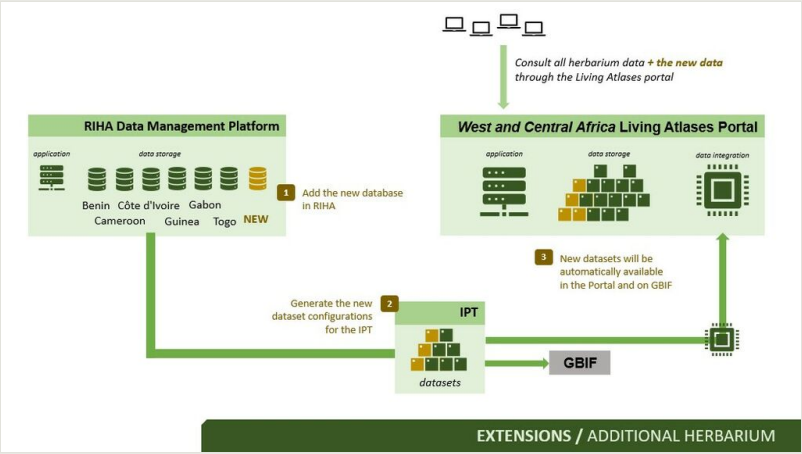 Consult all herbarium data + the new data
through the Living Atlases portal
RIHA Data Management Platform
application
data storage
Benin Côte d'Ivoire Gabon
Cameroon Guinea Togo NEW
1
Add the new database
in RIHA
West and Central Africa Living Atlases Portal
application
data storage
data integration
3
New datasets will be
automatically available
in the Portal and on GBIF
2
Generate the new
dataset configurations
for the IPT
IPT
datasets
GBIF
EXTENSIONS / ADDITIONAL HERBARIUM